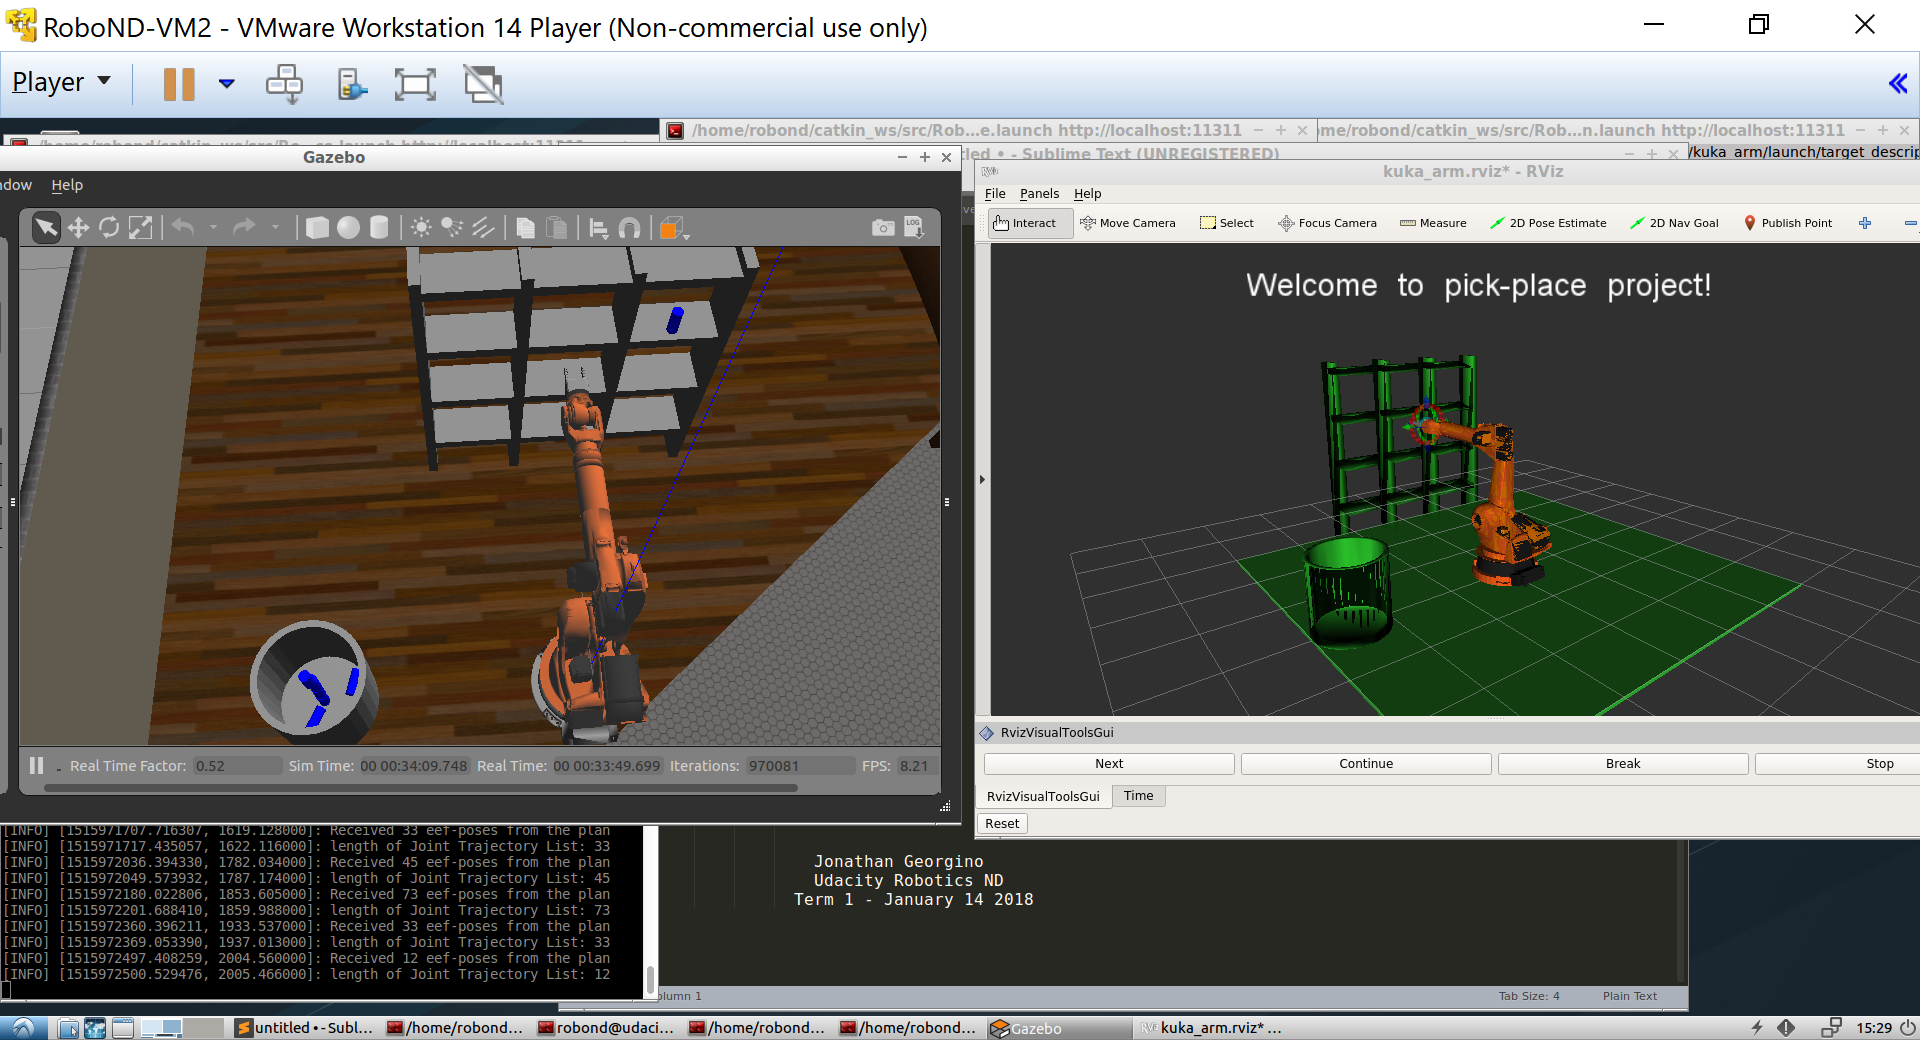 RoboND-VM2 - VMware Workstation 14 Player (Non-commercial use only)
Player
/home/robond/catkin_ws/src/Rob...e.launch http://localhost:11311
ome/robond/catkin_ws/src/Rob...n.launch http://localhost:11311
tled • - Sublime Text (UNREGISTERED)
/kuka_arm/launch/target_descrip
Gazebo
ndow Help
kuka_arm.rviz* - RViz
File Panels Help
Interact Move Camera Select Focus Camera Measure 2D Pose Estimate 2D Nav Goal Publish Point
LOG
Welcome to pick-place project!
RvizVisualToolsGui
Next Continue Break Stop
RvizVisualToolsGui Time
Reset
Real Time Factor: 0.52 Sim Time: 00 00:34:09.748 Real Time: 00 00:33:49.699 Iterations: 970081 FPS: 8.21
[INFO] [1515971707.716307, 1619.128000]: Received 33 eef-poses from the plan
[INFO] [1515971717.435057, 1622.116000]: length of Joint Trajectory List: 33
[INFO] [1515972036.394330, 1782.034000]: Received 45 eef-poses from the plan
[INFO] [1515972049.573932, 1787.174000]: length of Joint Trajectory List: 45
[INFO] [1515972180.022806, 1853.605000]: Received 73 eef-poses from the plan
[INFO] [1515972201.688410, 1859.988000]: length of Joint Trajectory List: 73
[INFO] [1515972360.396211, 1933.537000]: Received 33 eef-poses from the plan
[INFO] [1515972369.053390, 1937.013000]: length of Joint Trajectory List: 33
[INFO] [1515972497.408259, 2004.560000]: Received 12 eef-poses from the plan
[INFO] [1515972500.529476, 2005.466000]: length of Joint Trajectory List: 12
Jonathan Georgino
Udacity Robotics ND
Term 1 - January 14 2018
olumn 1 Tab Size: 4 Plain Text
untitled • - Subl... /home/robond... robond@udaci... /home/robond... /home/robond... Gazebo kuka_arm.rviz* ... 15:29